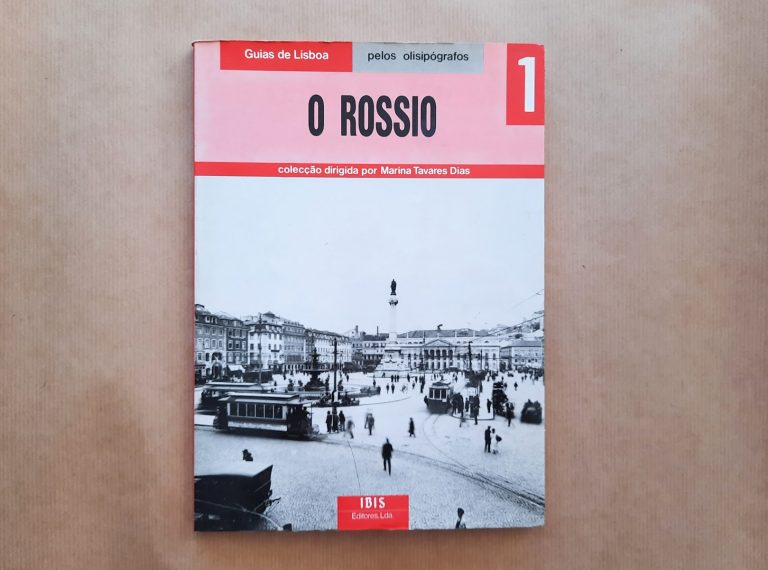 Guias de Lisboa
pelos olisipógrafos
1
O ROSSIO
colecção dirigida por Marina Tavares Dias
IBIS
Editores, Lda.